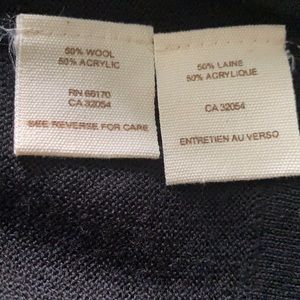 50% WOOL
50% ACRYLIC
RN 66170
CA 32054
SEE REVERSE FOR CARE
50% LAINE
50% ACRYLIQUE
CA 32054
ENTRETIEN AU VERSO